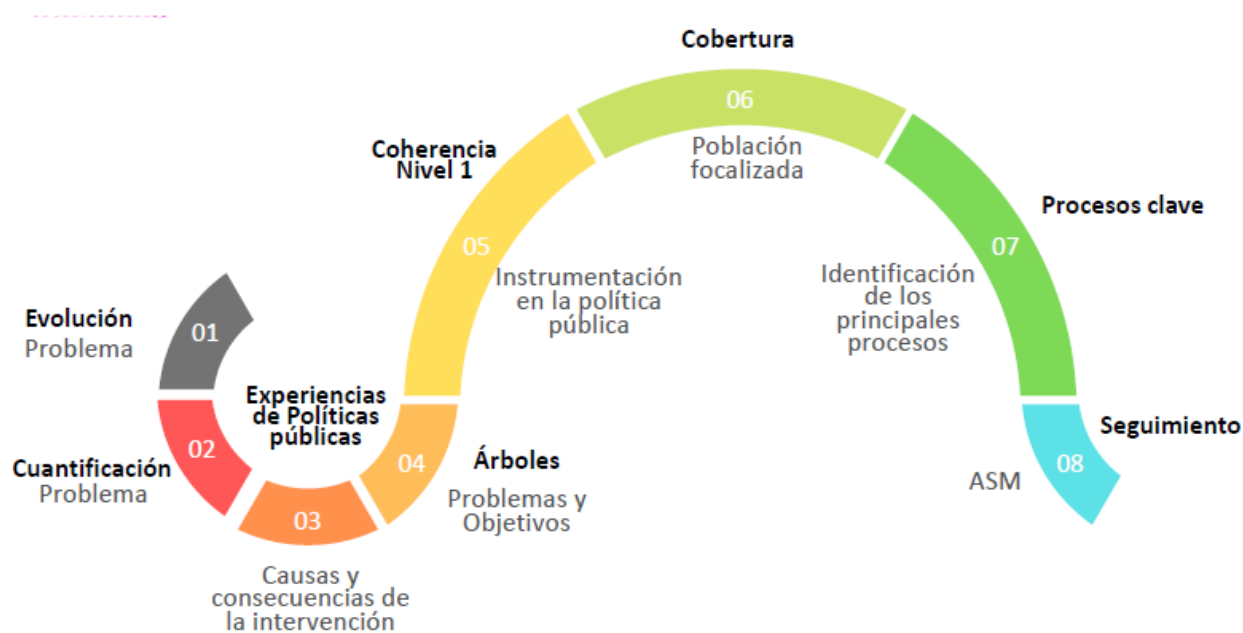 Evolución
Problema
01
Cuantificación
Problema
02
Experiencias
de Políticas
públicas
03
Causas y
consecuencias de
la intervención
04
Árboles
Problemas y
Objetivos
Coherencia
Nivel 1
05
Instrumentación
en la política
pública
Cobertura
06
Población
focalizada
Procesos clave
07
Identificación
de los
principales
procesos
Seguimiento
08
ASM